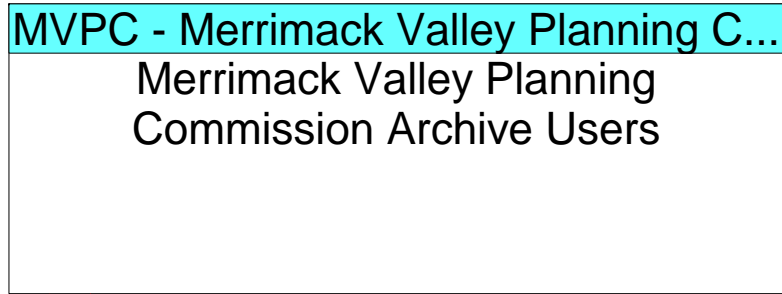 MVPC - Merrimack Valley Planning C...
Merrimack Valley Planning
Commission Archive Users